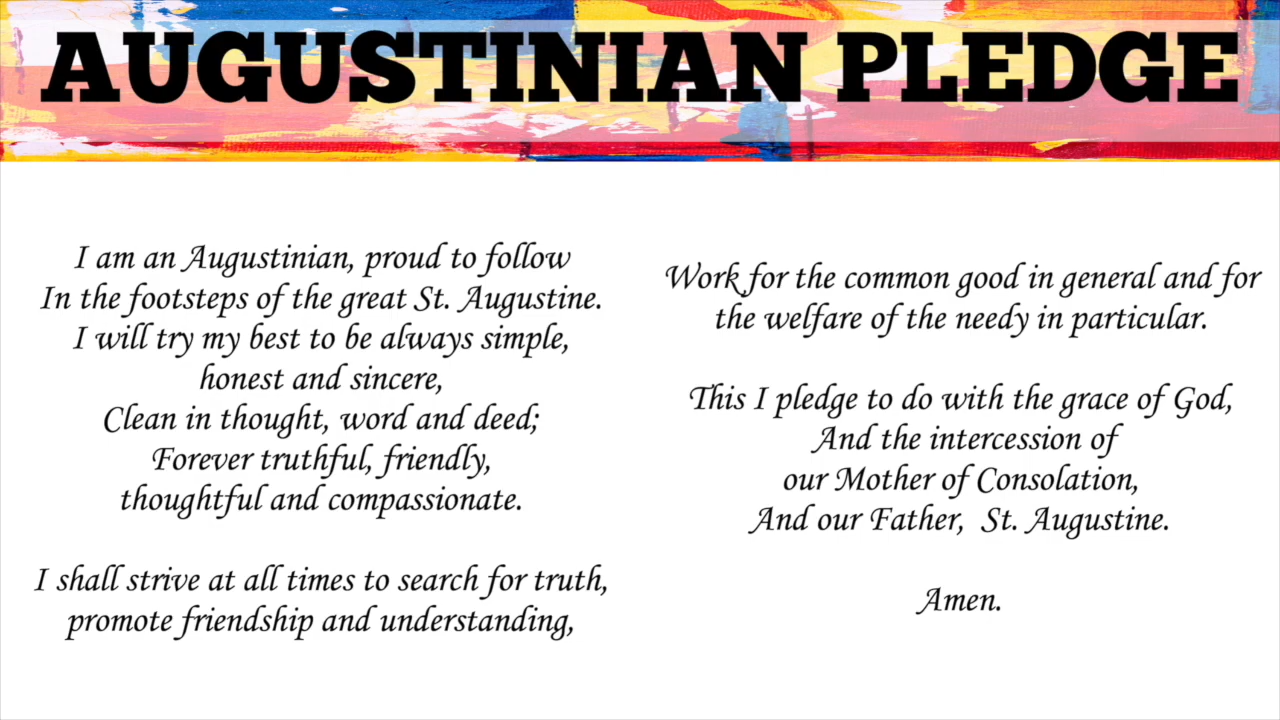 AUGUSTINIAN PLEDGE
I am an Augustinian, proud to follow
In the footsteps of the great St. Augustine.
I will try my best to be always simple,
honest and sincere,
Clean in thought, word and deed;
Forever truthful, friendly,
thoughtful and compassionate.
I shall strive at all times to search for truth,
promote friendship and understanding,
Work for the common good in general and for
the welfare of the needy in particular.
This I pledge to do with the grace of God,
And the intercession of
our Mother of Consolation,
And our Father, St. Augustine.
Amen.